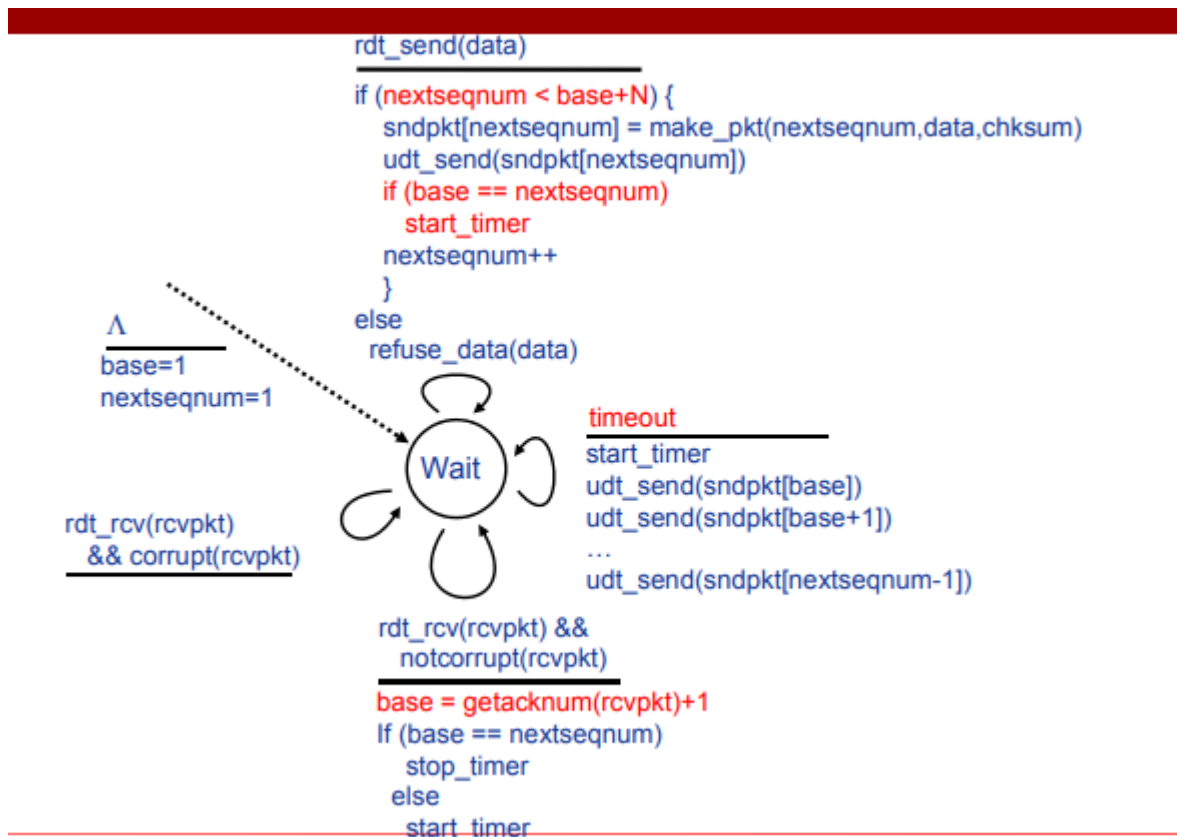 rdt_send(data)
if (nextseqnum < base+N) {
sndpkt[nextseqnum] = make_pkt(nextseqnum,data,chksum)
udt_send(sndpkt[nextseqnum])
if (base == nextseqnum)
start_timer
nextseqnum++
}
else
refuse_data(data)
Λ
base=1
nextseqnum=1
Wait
timeout
start_timer
udt_send(sndpkt[base])
udt_send(sndpkt[base+1])
…
udt_send(sndpkt[nextseqnum-1])
rdt_rcv(rcvpkt)
&& corrupt(rcvpkt)
rdt_rcv(rcvpkt) &&
notcorrupt(rcvpkt)
base = getacknum(rcvpkt)+1
If (base == nextseqnum)
stop_timer
else
start_timer